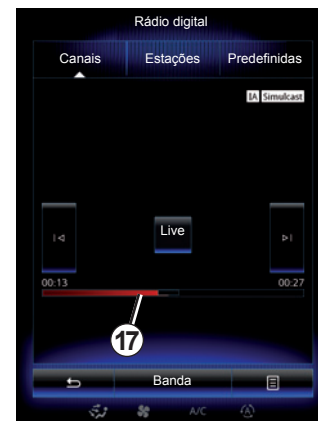 Rádio digital
Canais Estações Predefinidas
IA Simulcast
Live
00:13 00:27
17
Banda
A/C